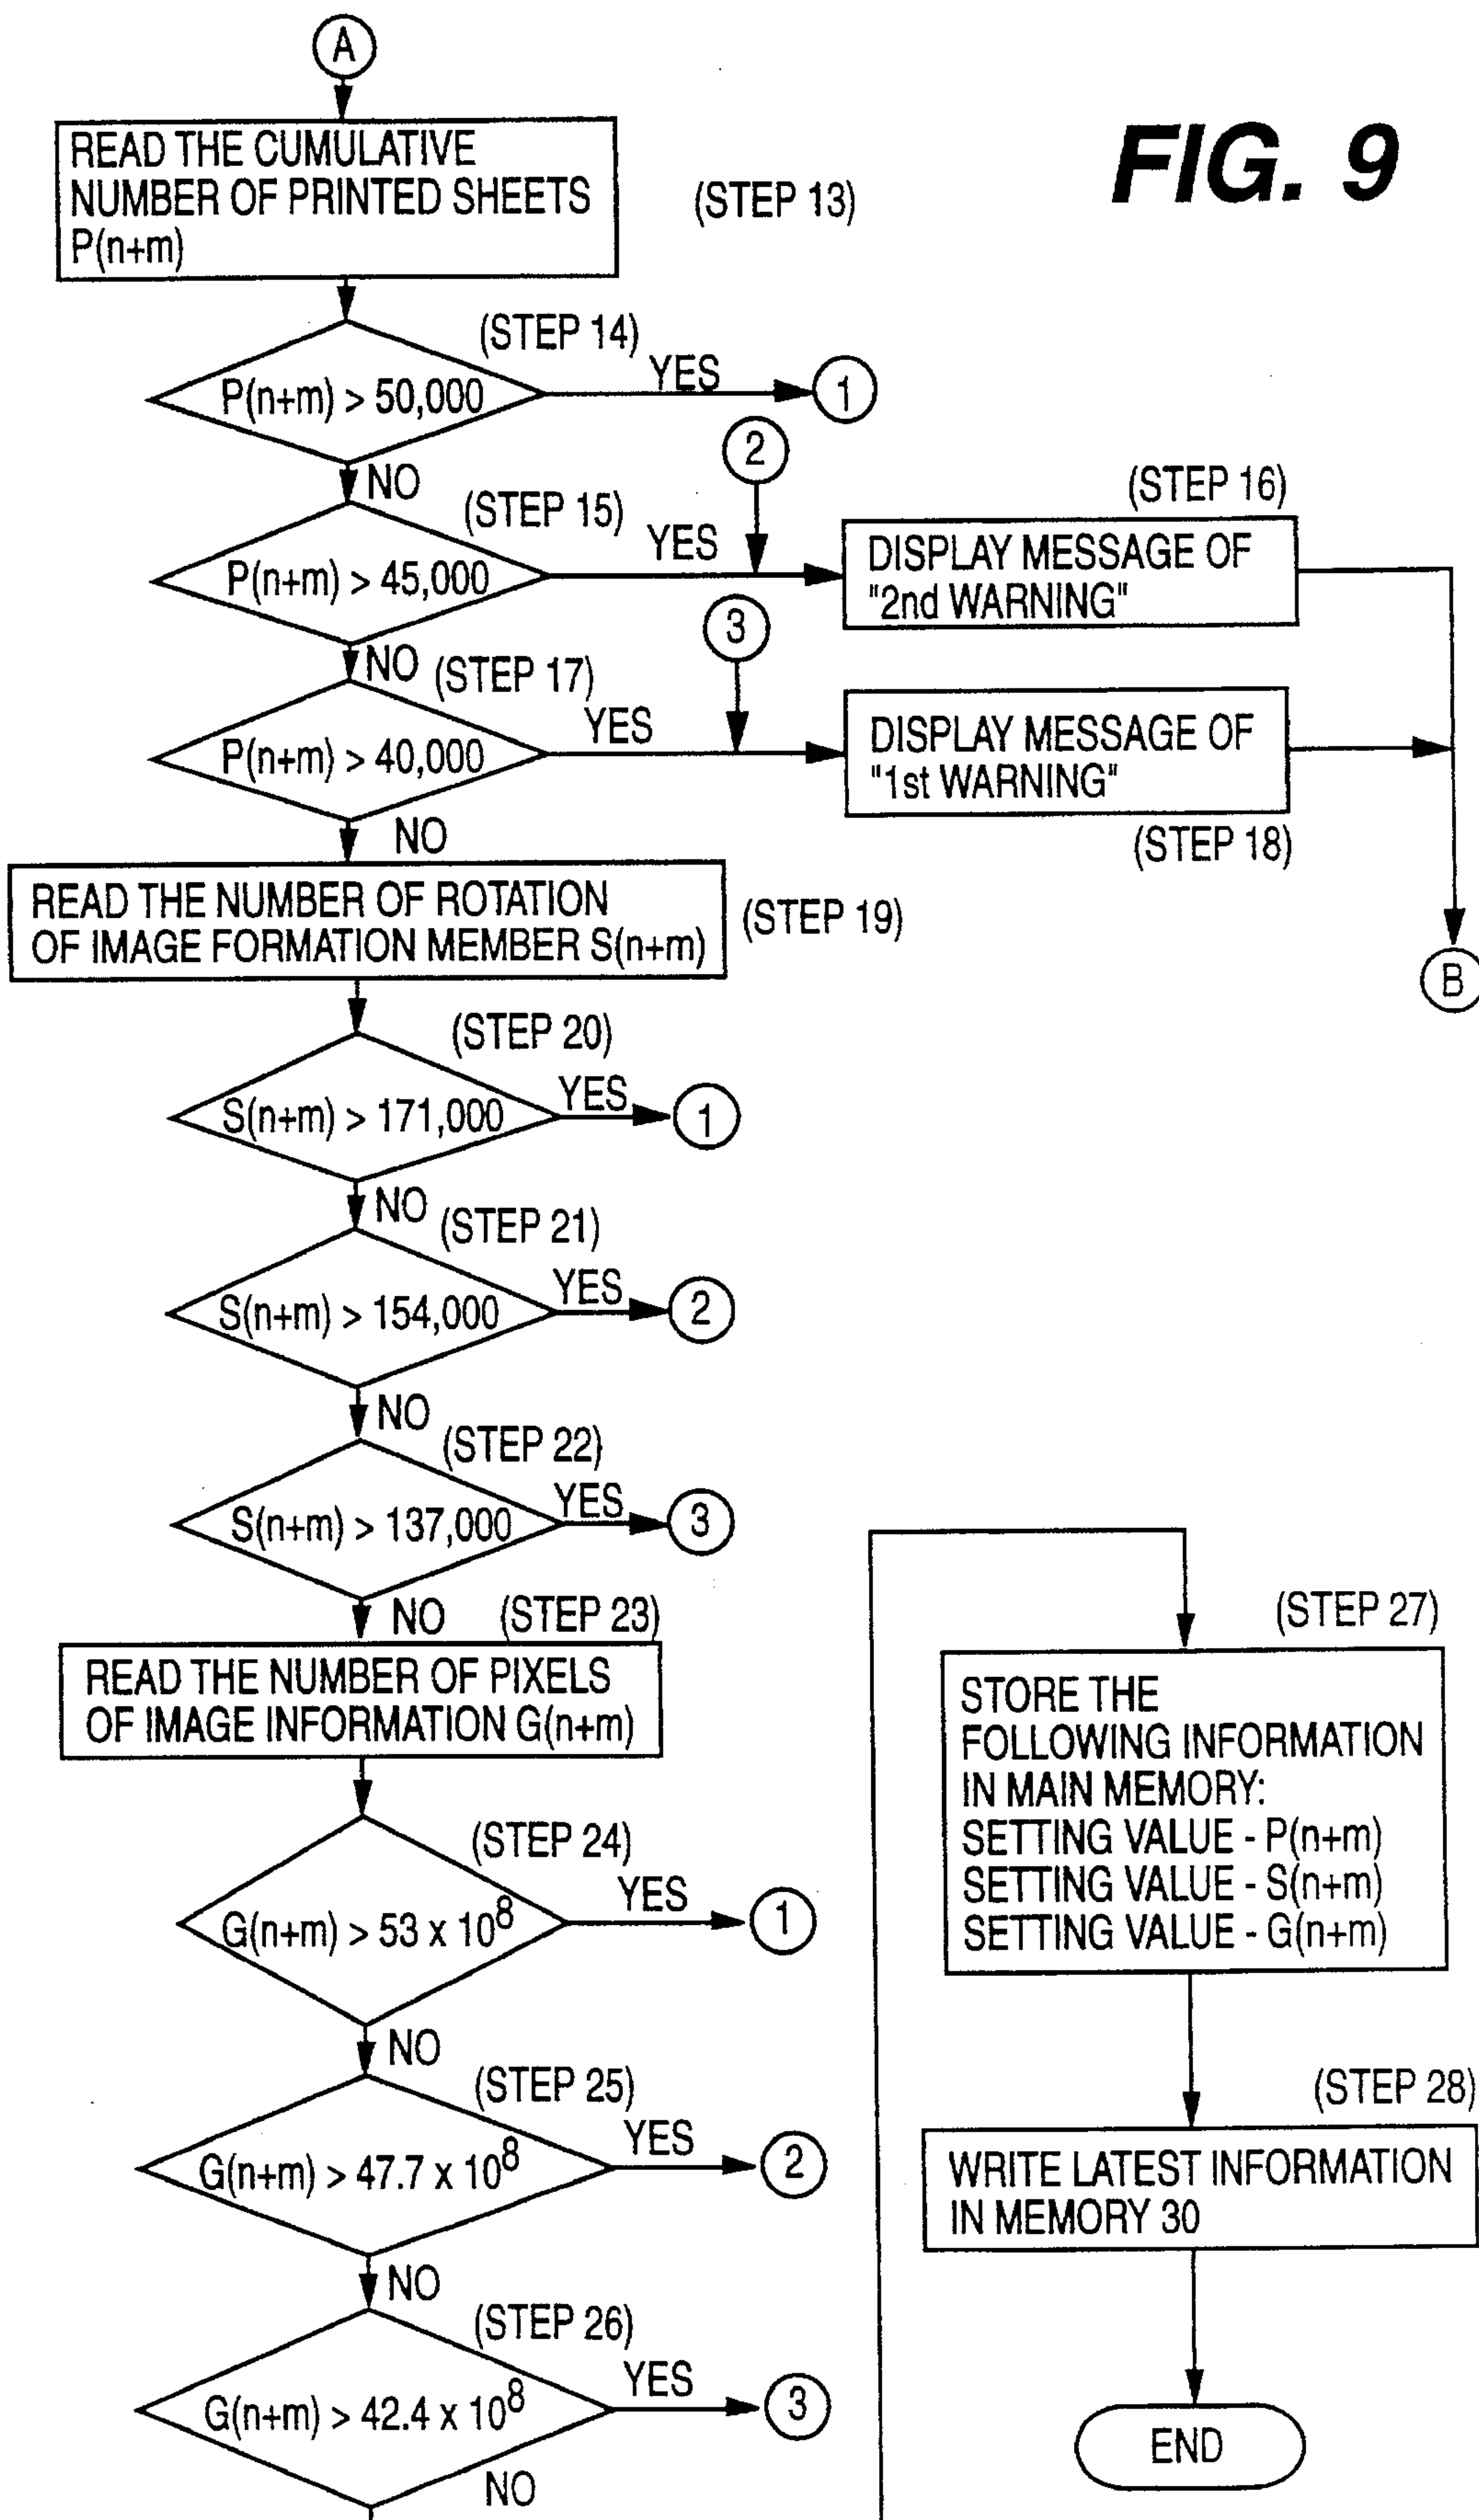 A
FIG. 9
READ THE CUMULATIVE
NUMBER OF PRINTED SHEETS
P(n+m)
(STEP 13)
(STEP 14)
P(n+m) > 50,000
YES
1
NO
2
(STEP 15)
P(n+m) > 45,000
YES
(STEP 16)
DISPLAY MESSAGE OF
"2nd WARNING"
NO
3
(STEP 17)
P(n+m) > 40,000
YES
DISPLAY MESSAGE OF
"1st WARNING"
(STEP 18)
B
NO
READ THE NUMBER OF ROTATION
OF IMAGE FORMATION MEMBER S(n+m)
(STEP 19)
(STEP 20)
S(n+m) > 171,000
YES
1
NO
(STEP 21)
S(n+m) > 154,000
YES
2
NO
(STEP 22)
S(n+m) > 137,000
YES
3
NO
(STEP 23)
READ THE NUMBER OF PIXELS
OF IMAGE INFORMATION G(n+m)
(STEP 24)
G(n+m) > 53 x 10^8
YES
1
NO
(STEP 25)
G(n+m) > 47.7 x 10^8
YES
2
NO
(STEP 26)
G(n+m) > 42.4 x 10^8
YES
3
NO
(STEP 27)
STORE THE
FOLLOWING INFORMATION
IN MAIN MEMORY:
SETTING VALUE - P(n+m)
SETTING VALUE - S(n+m)
SETTING VALUE - G(n+m)
(STEP 28)
WRITE LATEST INFORMATION
IN MEMORY 30
END